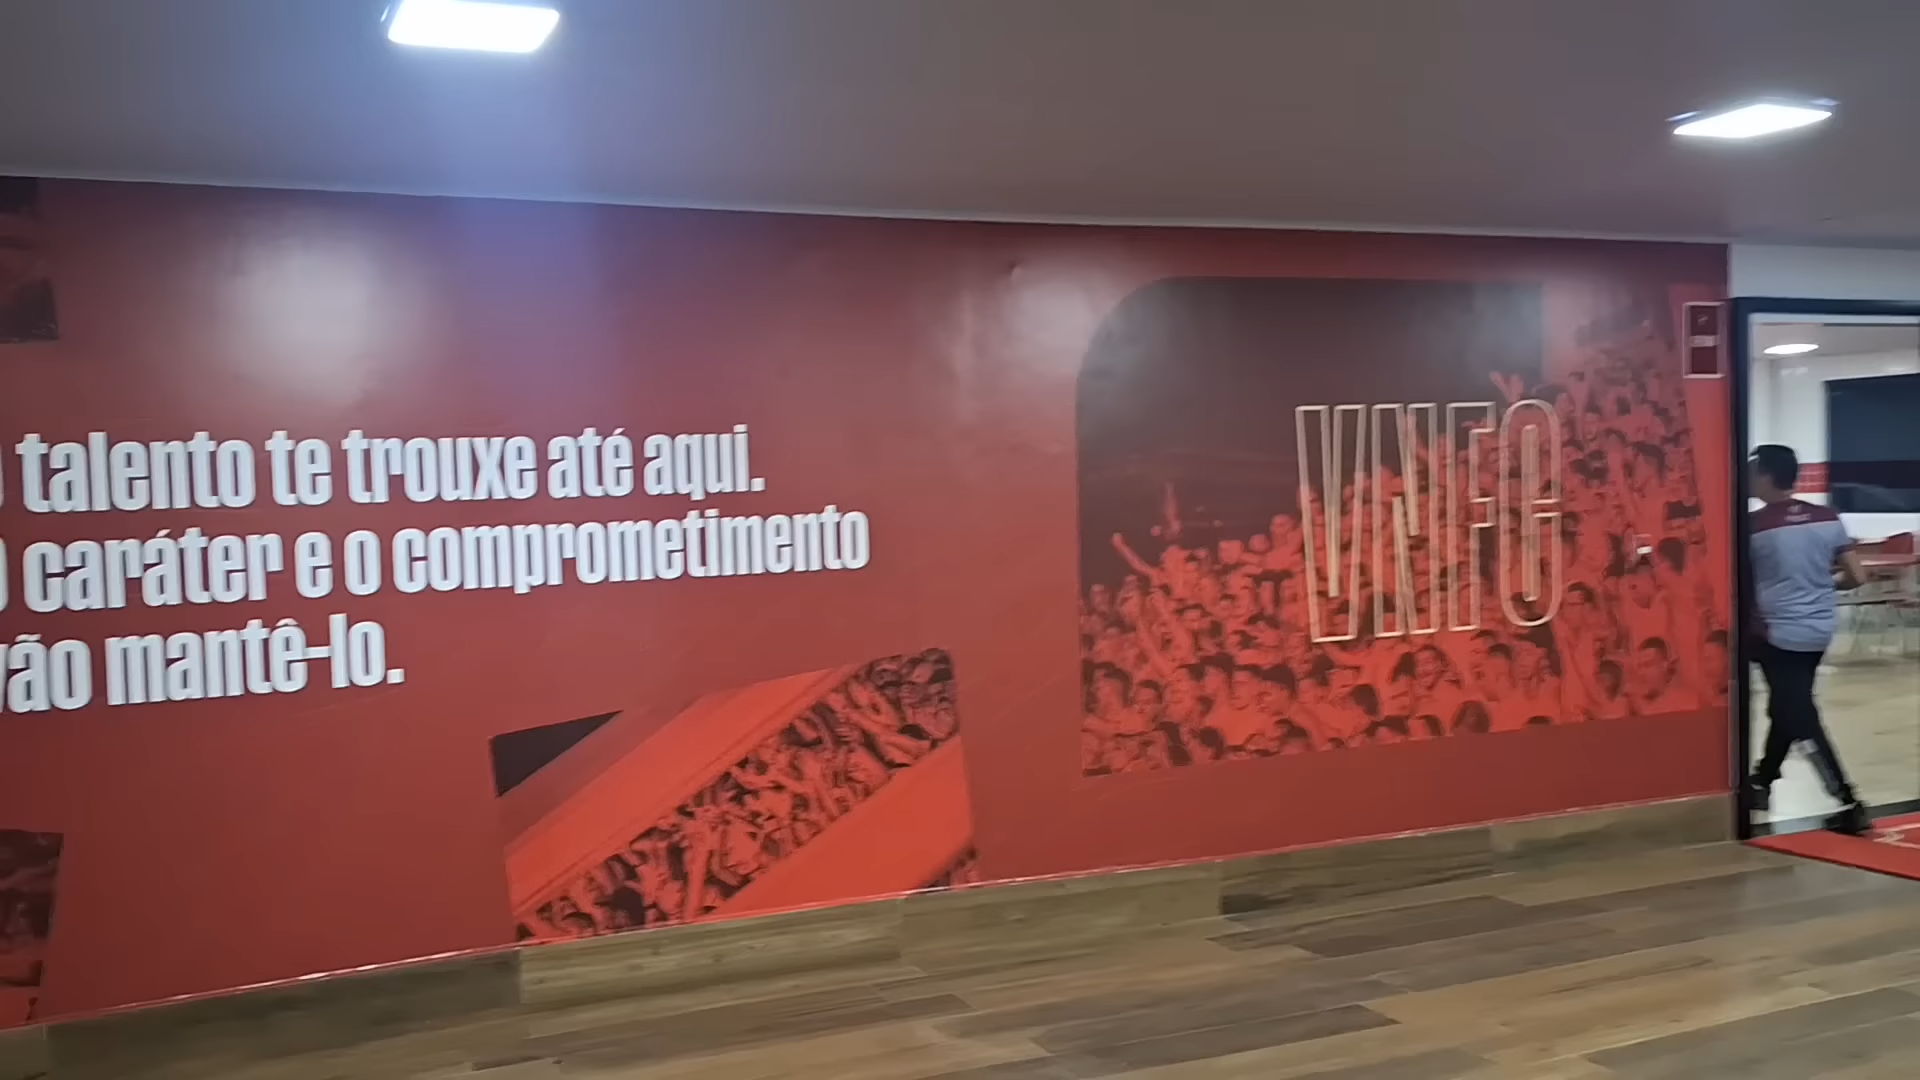 talento te trouxe até aqui.
caráter e o comprometimento
vão mantê-lo.
VNFC